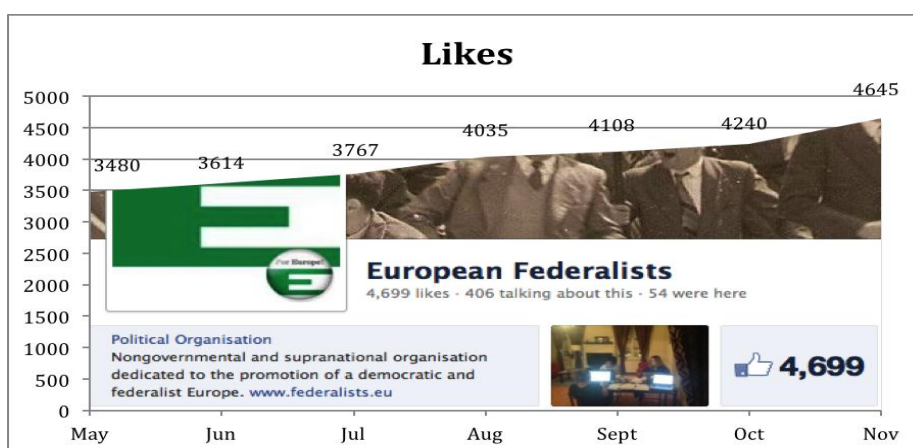 Likes
5000
4500
4000
3500
3000
2500
2000
1500
1000
500
0
3480
3614
3767
4035
4108
4240
4645
For Europe!
European Federalists
4,699 likes · 406 talking about this · 54 were here
Political Organisation
Nongovernmental and supranational organisation
dedicated to the promotion of a democratic and
federalist Europe. www.federalists.eu
4,699
May Jun Jul Aug Sept Oct Nov